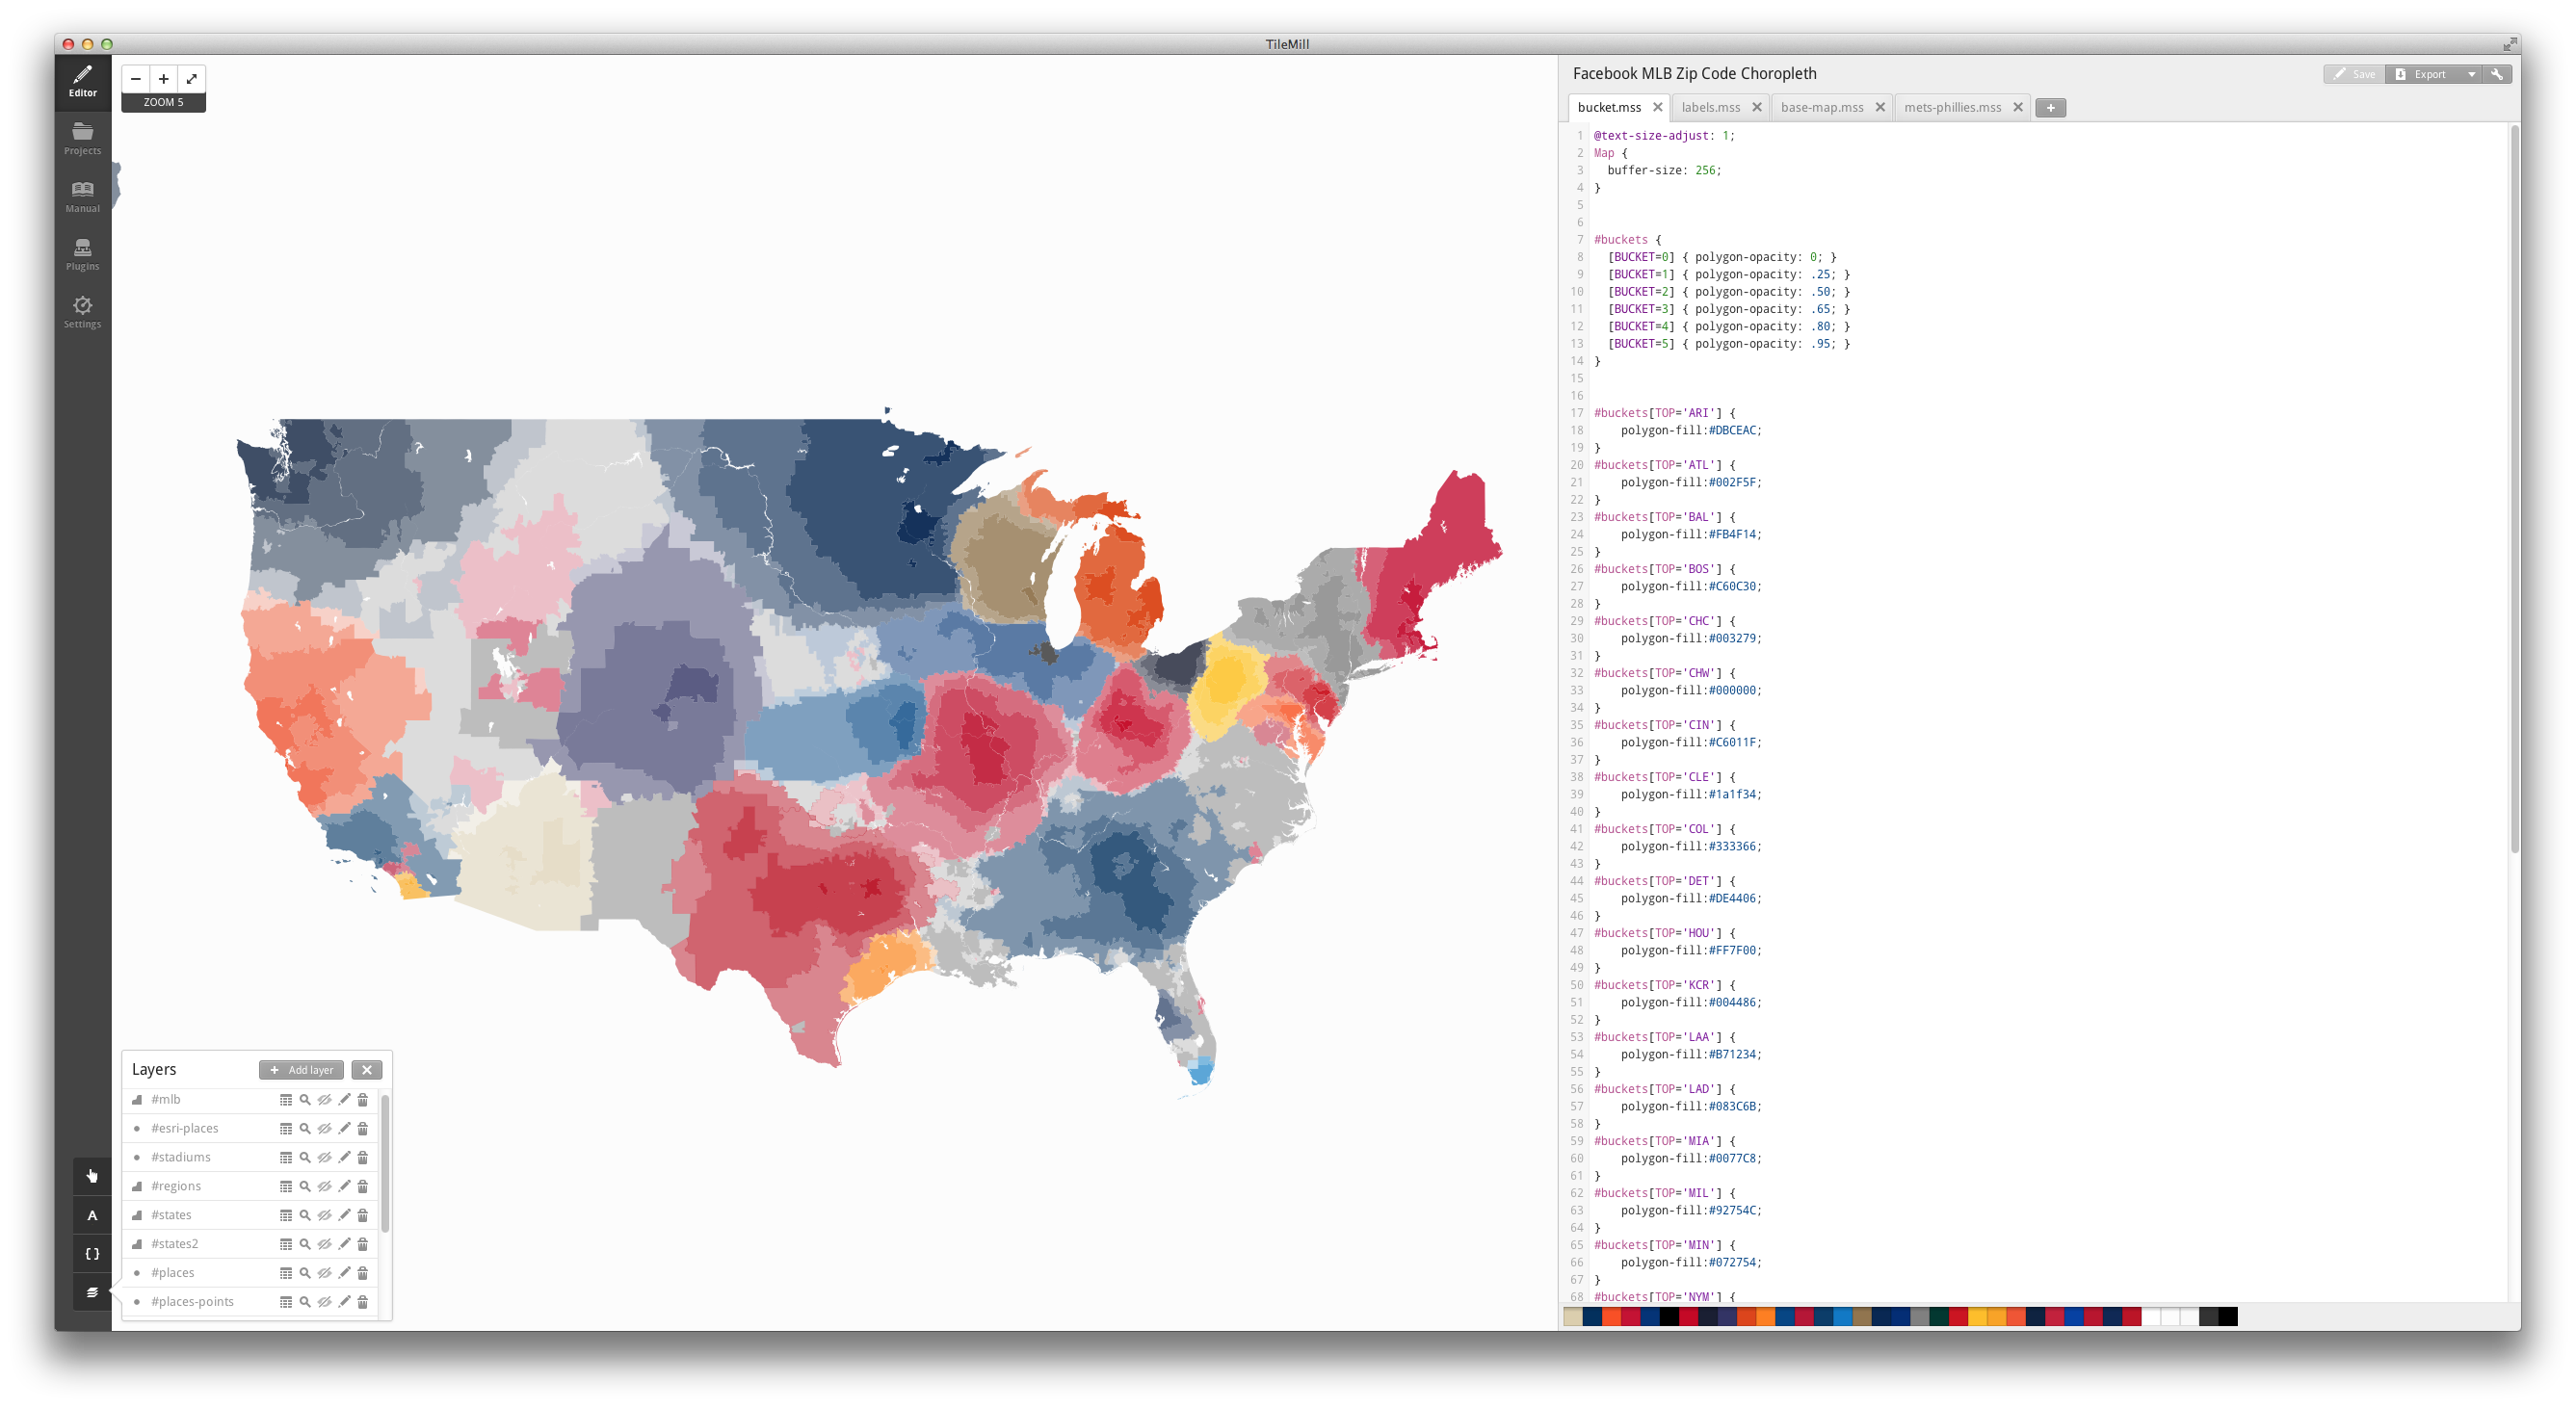 TileMill
Editor
Projects
Manual
Plugins
Settings
ZOOM 5
Facebook MLB Zip Code Choropleth
Save
Export
bucket.mss
labels.mss
base-map.mss
mets-phillies.mss
1 @text-size-adjust: 1;
2 Map {
3 buffer-size: 256;
4 }
5
6
7 #buckets {
8 [BUCKET=0] { polygon-opacity: 0; }
9 [BUCKET=1] { polygon-opacity: .25; }
10 [BUCKET=2] { polygon-opacity: .50; }
11 [BUCKET=3] { polygon-opacity: .65; }
12 [BUCKET=4] { polygon-opacity: .80; }
13 [BUCKET=5] { polygon-opacity: .95; }
14 }
15
16
17 #buckets[TOP='ARI'] {
18 polygon-fill:#DBCEAC;
19 }
20 #buckets[TOP='ATL'] {
21 polygon-fill:#002F5F;
22 }
23 #buckets[TOP='BAL'] {
24 polygon-fill:#FB4F14;
25 }
26 #buckets[TOP='BOS'] {
27 polygon-fill:#C60C30;
28 }
29 #buckets[TOP='CHC'] {
30 polygon-fill:#003279;
31 }
32 #buckets[TOP='CHW'] {
33 polygon-fill:#000000;
34 }
35 #buckets[TOP='CIN'] {
36 polygon-fill:#C6011F;
37 }
38 #buckets[TOP='CLE'] {
39 polygon-fill:#1a1f34;
40 }
41 #buckets[TOP='COL'] {
42 polygon-fill:#333366;
43 }
44 #buckets[TOP='DET'] {
45 polygon-fill:#DE4406;
46 }
47 #buckets[TOP='HOU'] {
48 polygon-fill:#FF7F00;
49 }
50 #buckets[TOP='KCR'] {
51 polygon-fill:#004486;
52 }
53 #buckets[TOP='LAA'] {
54 polygon-fill:#B71234;
55 }
56 #buckets[TOP='LAD'] {
57 polygon-fill:#083C6B;
58 }
59 #buckets[TOP='MIA'] {
60 polygon-fill:#0077C8;
61 }
62 #buckets[TOP='MIL'] {
63 polygon-fill:#92754C;
64 }
65 #buckets[TOP='MIN'] {
66 polygon-fill:#072754;
67 }
68 #buckets[TOP='NYM'] {
Layers
Add layer
#mlb
#esri-places
#stadiums
#regions
#states
#states2
#places
#places-points
A
{}